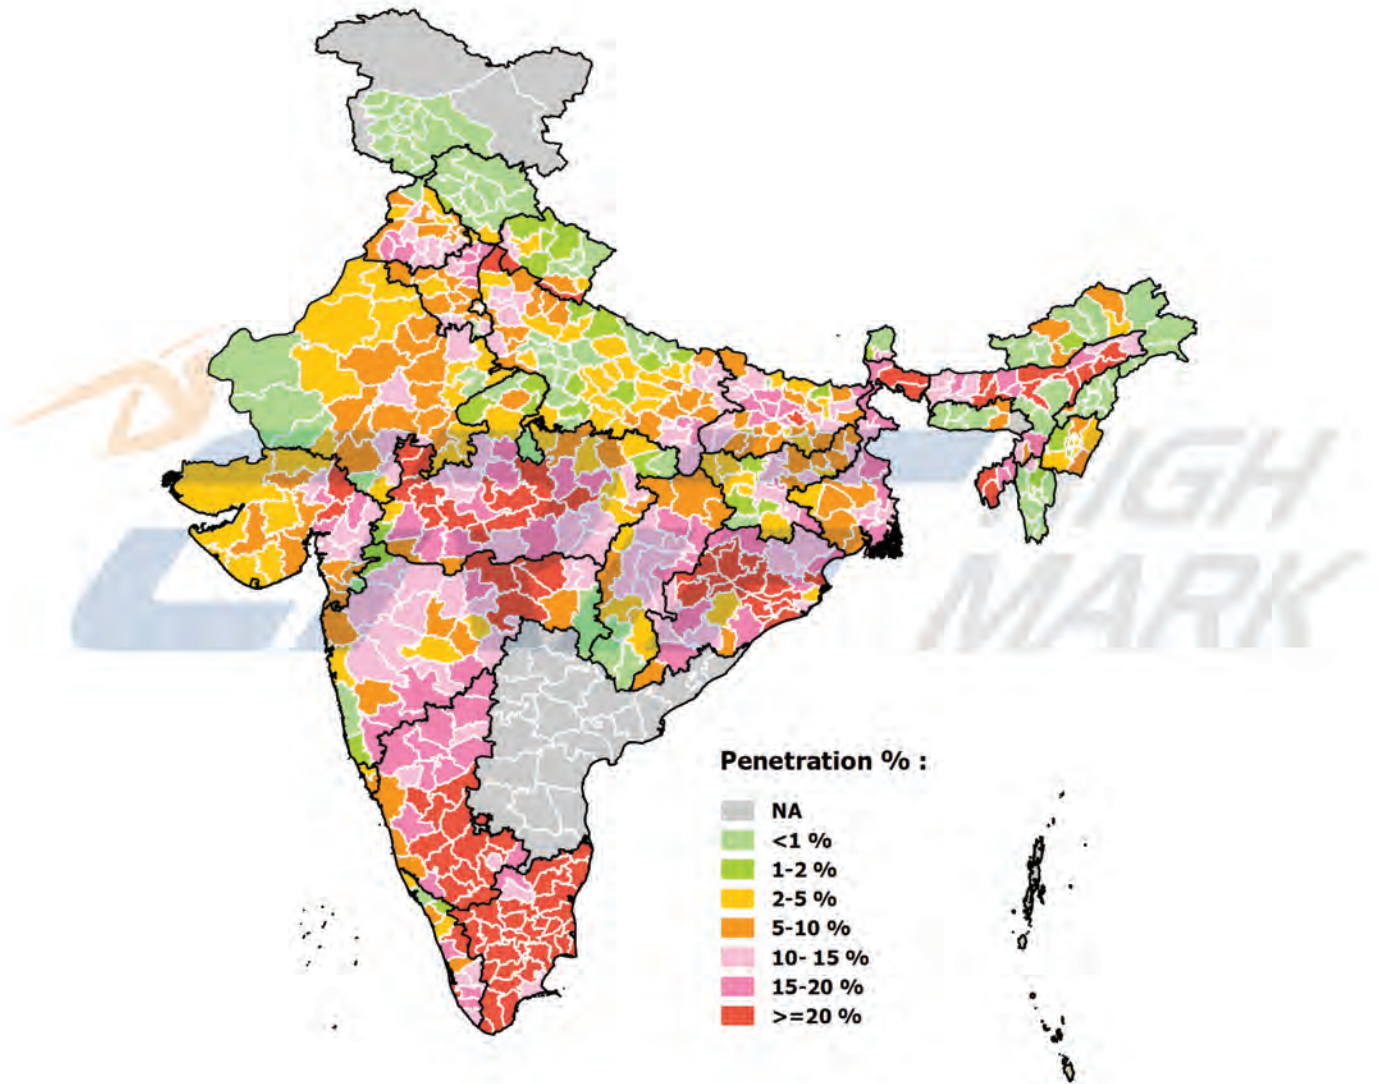 HIGH
MARK
Penetration % :
NA
<1 %
1-2 %
2-5 %
5-10 %
10- 15 %
15-20 %
>=20 %